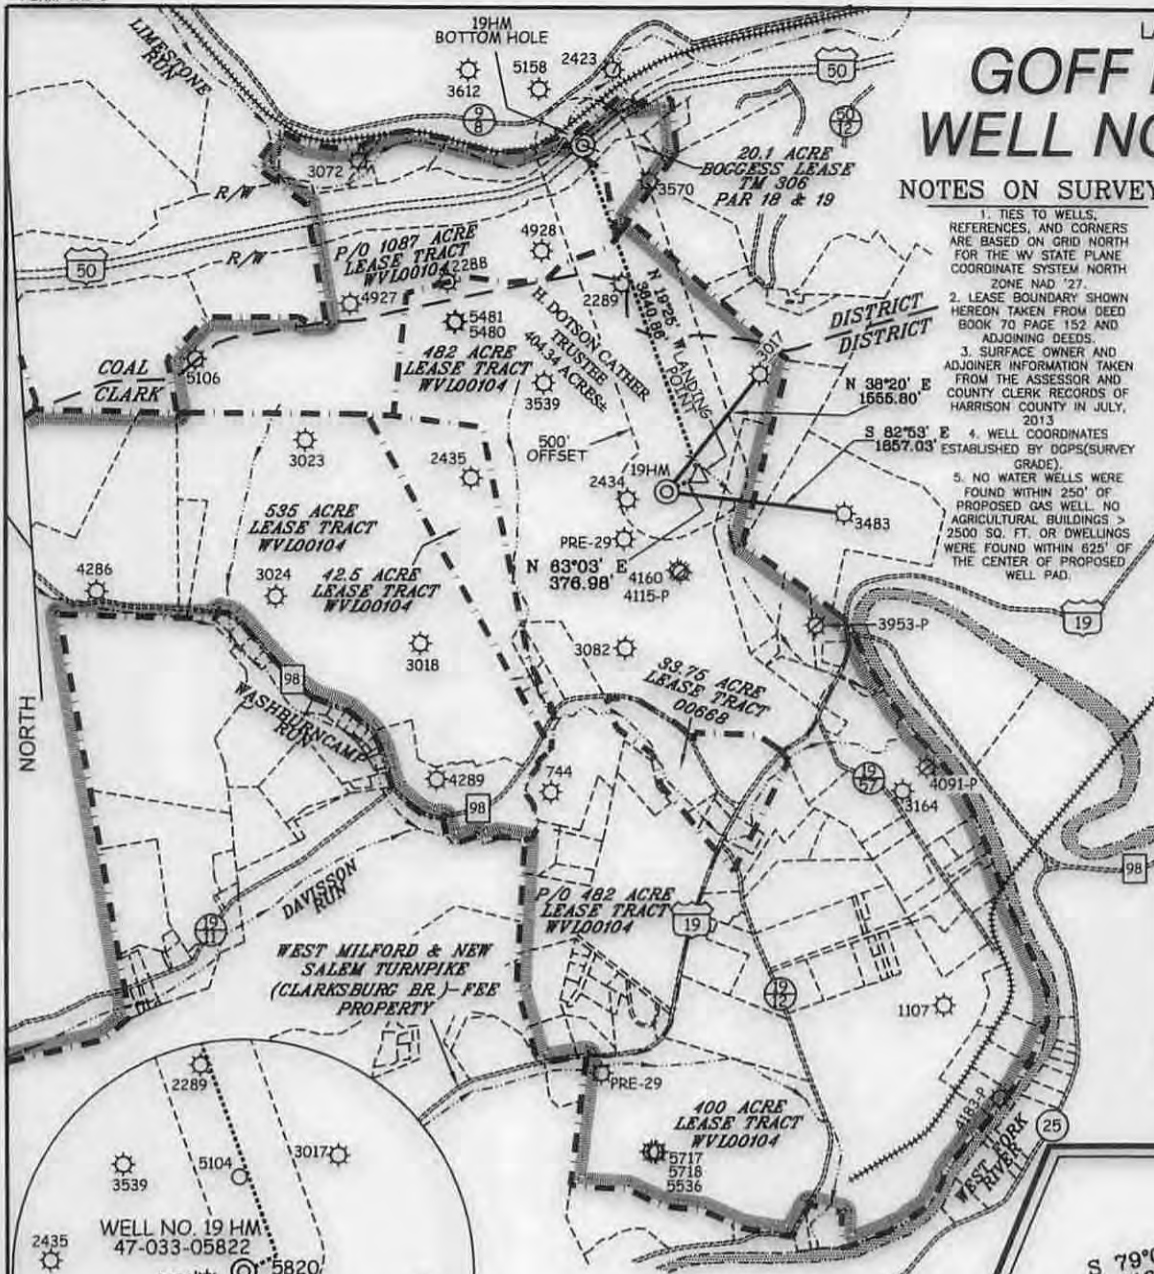 GOFF
WELL NO
NOTES ON SURVEY
1. TIES TO WELLS,
REFERENCES, AND CORNERS
ARE BASED ON GRID NORTH
FOR THE WV STATE PLANE
COORDINATE SYSTEM NORTH
ZONE NAD '27.
2. LEASE BOUNDARY SHOWN
HEREON TAKEN FROM DEED
BOOK 70 PAGE 152 AND
ADJOINING DEEDS.
3. SURFACE OWNER AND
ADJOINER INFORMATION TAKEN
FROM THE ASSESSOR AND
COUNTY CLERK RECORDS OF
HARRISON COUNTY IN JULY,
2013
4. WELL COORDINATES
ESTABLISHED BY DGPS(SURVEY
GRADE).
5. NO WATER WELLS WERE
FOUND WITHIN 250' OF
PROPOSED GAS WELL. NO
AGRICULTURAL BUILDINGS >
2500 SQ. FT. OR DWELLINGS
WERE FOUND WITHIN 625' OF
THE CENTER OF PROPOSED
WELL PAD.
LIMESTONE
RUN
19HM
BOTTOM HOLE
3612
5158
2423
9
8
50
50
12
3072
R/W
20.1 ACRE
BOGGESS LEASE
TM 306
PAR 18 & 19
3570
50
R/W
P/O 1087 ACRE
LEASE TRACT
WVL00104
2288
4928
4927
2289
5481
5480
N 19°25' W
3840.86'
LANDING
POINT
H. DOTSON CATHER
TRUSTEE
404.34 ACRES±
482 ACRE
LEASE TRACT
WVL00104
3539
DISTRICT
DISTRICT
3017
COAL
CLARK
5106
N 38°20' E
1555.80'
S 82°53' E
1857.03'
500'
OFFSET
3023
2435
19HM
2434
3483
535 ACRE
LEASE TRACT
WVL00104
PRE-29
N 63°03' E
376.98'
4160
4115-P
4286
3024
42.5 ACRE
LEASE TRACT
WVL00104
19
3953-P
3018
3082
98
33.75 ACRE
LEASE TRACT
00668
NORTH
WASHBURNCAMP
RUN
4289
744
98
19
57
4091-P
3164
98
DAVISSON
RUN
P/O 482 ACRE
LEASE TRACT
WVL00104
19
19
11
WEST MILFORD & NEW
SALEM TURNPIKE
(CLARKSBURG BR.)-FEE
PROPERTY
19
12
1107
PRE-29
400 ACRE
LEASE TRACT
WVL00104
4183-P
25
WEST FORK
RIVER
5717
5718
5536
2289
5104
3017
3539
WELL NO. 19 HM
47-033-05822
2435
5820